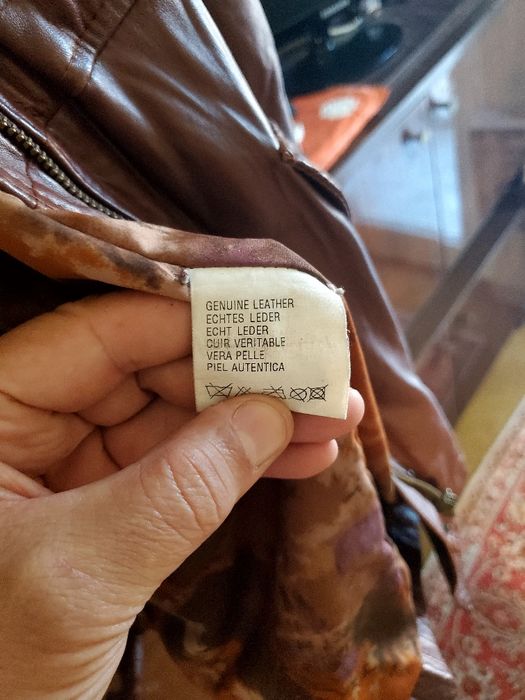 GENUINE LEATHER
ECHTES LEDER
ECHT LEDER
CUIR VERITABLE
VERA PELLE
PIEL AUTENTICA